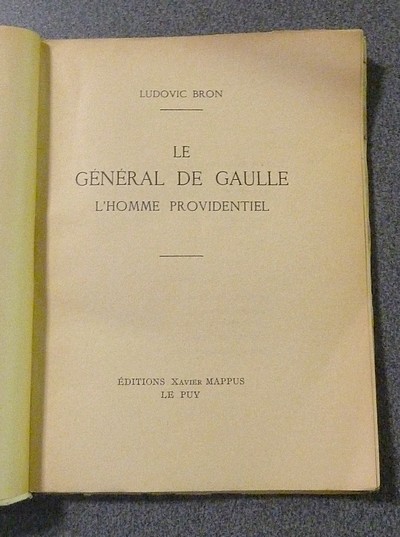 LUDOVIC BRON
LE
GÉNÉRAL DE GAULLE
L'HOMME PROVIDENTIEL
ÉDITIONS XAVIER MAPPUS
LE PUY